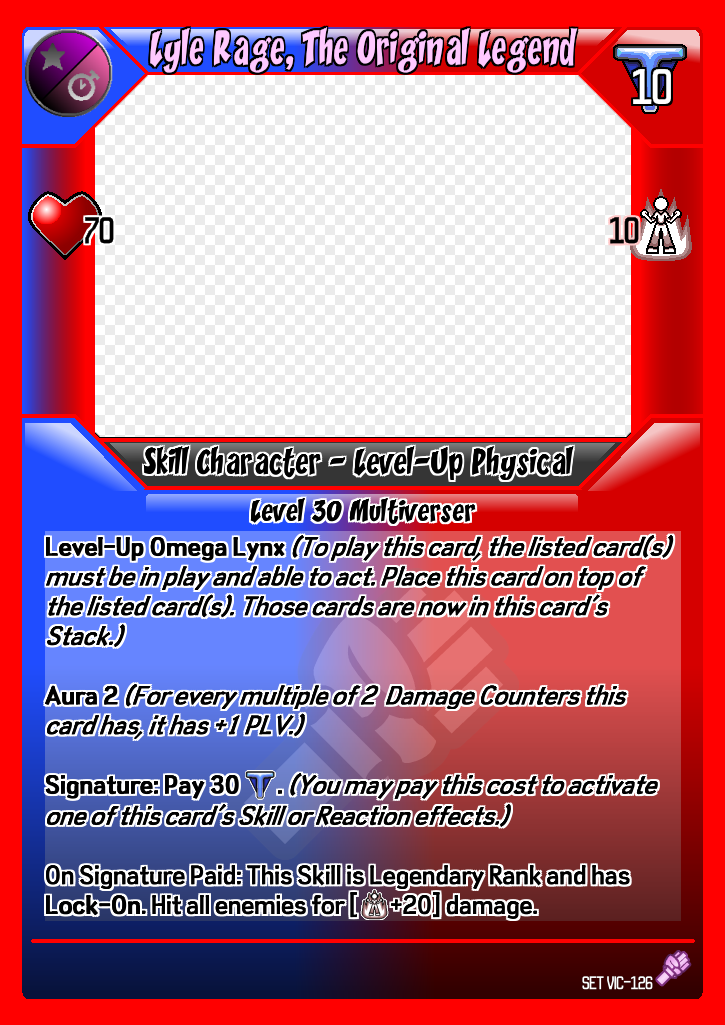 Lyle Rage, The Original Legend
10
70
10
Skill Character - Level-Up Physical
Level 30 Multiverser
Level-Up Omega Lynx (To play this card, the listed card(s)
must be in play and able to act. Place this card on top of
the listed card(s). Those cards are now in this card's
Stack.)
Aura 2 (For every multiple of 2 Damage Counters this
card has, it has +1 PLV.)
Signature: Pay 30 . (You may pay this cost to activate
one of this card's Skill or Reaction effects.)
On Signature Paid: This Skill is Legendary Rank and has
Lock-On. Hit all enemies for [ +20] damage.
SET VIC-126